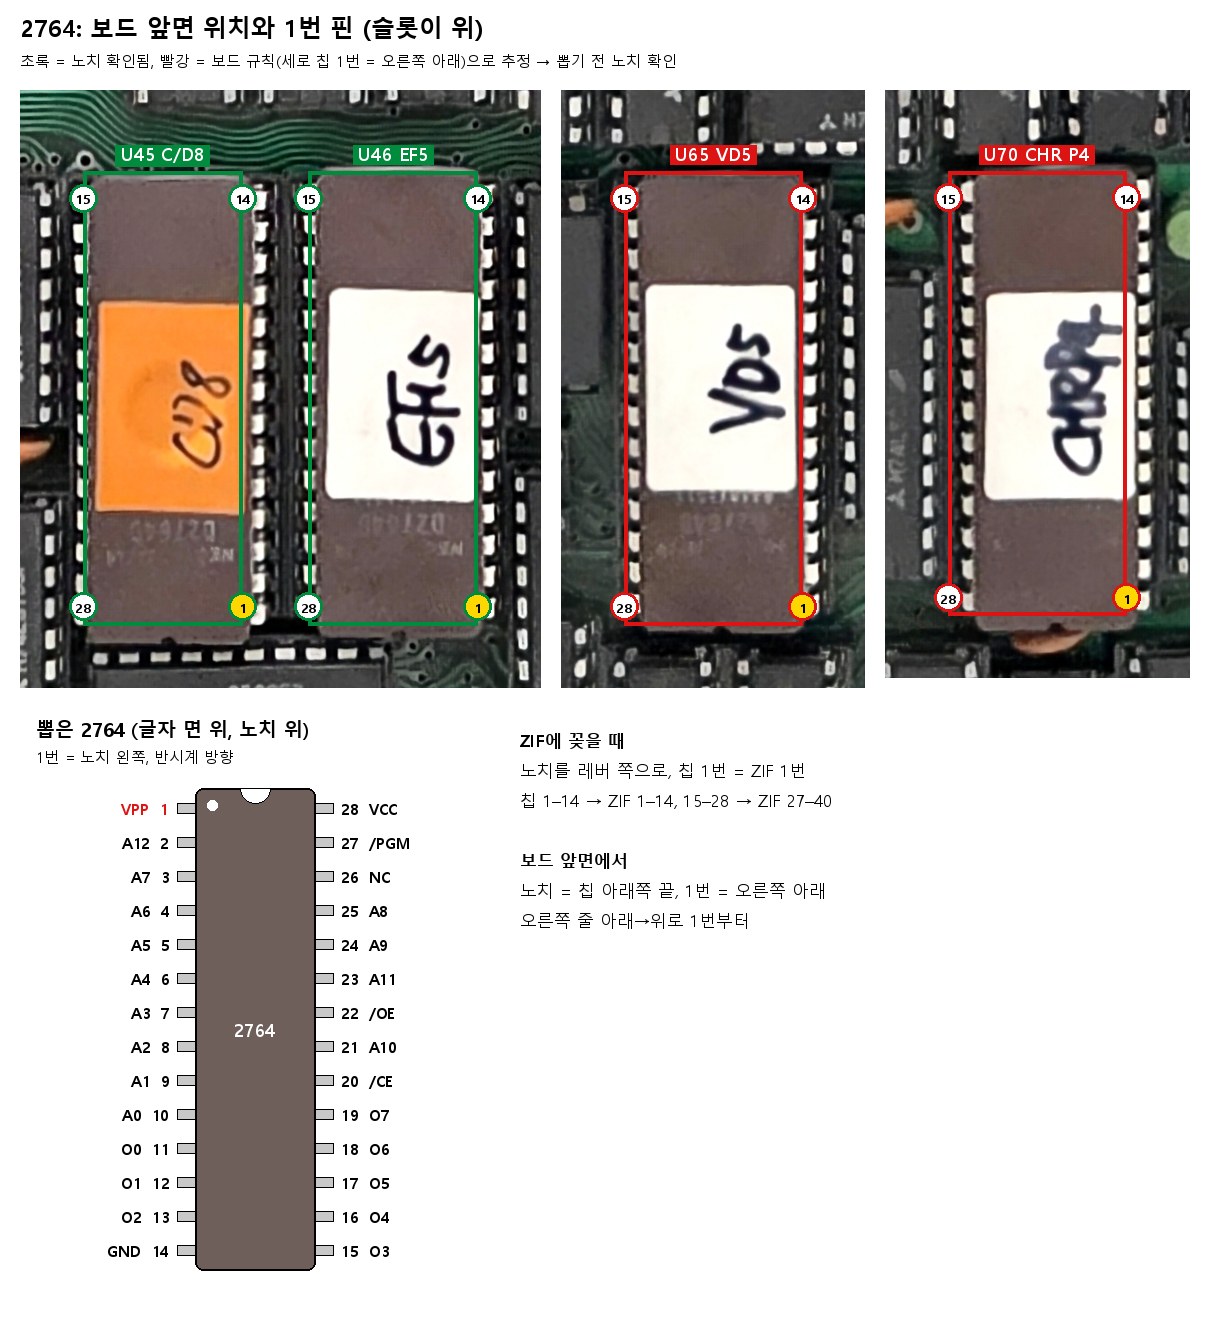 2764: 보드 앞면 위치와 1번 핀 (슬롯이 위)
초록 = 노치 확인됨, 빨강 = 보드 규칙(세로 칩 1번 = 오른쪽 아래)으로 추정 → 뽑기 전 노치 확인
U45 C/D8
U46 EF5
U65 VD5
U70 CHR P4
15
14
15
14
15
14
15
14
C/D8
VD5
CHRP4
28
1
28
1
28
1
28
1
뽑은 2764 (글자 면 위, 노치 위)
1번 = 노치 왼쪽, 반시계 방향
VPP 1
28 VCC
A12 2
27 /PGM
A7 3
26 NC
A6 4
25 A8
A5 5
24 A9
A4 6
23 A11
A3 7
22 /OE
2764
A2 8
21 A10
A1 9
20 /CE
A0 10
19 O7
O0 11
18 O6
O1 12
17 O5
O2 13
16 O4
GND 14
15 O3
ZIF에 꽂을 때
노치를 레버 쪽으로, 칩 1번 = ZIF 1번
칩 1–14 → ZIF 1–14, 15–28 → ZIF 27–40
보드 앞면에서
노치 = 칩 아래쪽 끝, 1번 = 오른쪽 아래
오른쪽 줄 아래→위로 1번부터